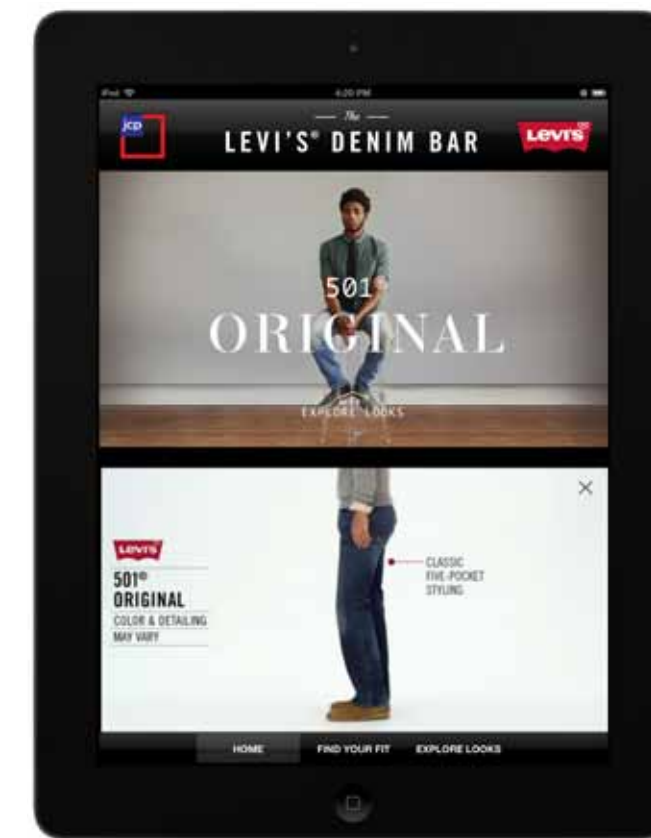 iPad
4:20 PM
jcp
The
LEVI'S® DENIM BAR
LEVI'S
501
ORIGINAL
EXPLORE LOOKS
LEVI'S
501®
ORIGINAL
COLOR & DETAILING
MAY VARY
CLASSIC
FIVE-POCKET
STYLING
HOME
FIND YOUR FIT
EXPLORE LOOKS